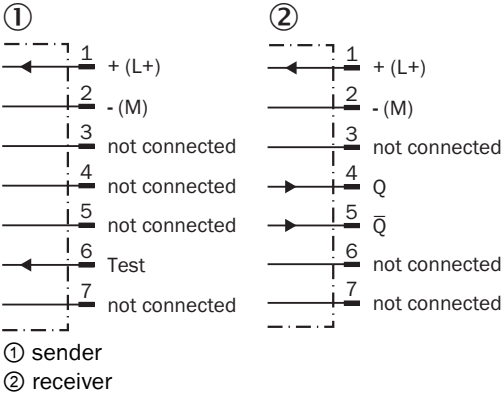 ①
1 + (L+)
2 - (M)
3 not connected
4 not connected
5 not connected
6 Test
7 not connected
②
1 + (L+)
2 - (M)
3 not connected
4 Q
5 Q̅
6 not connected
7 not connected
① sender
② receiver